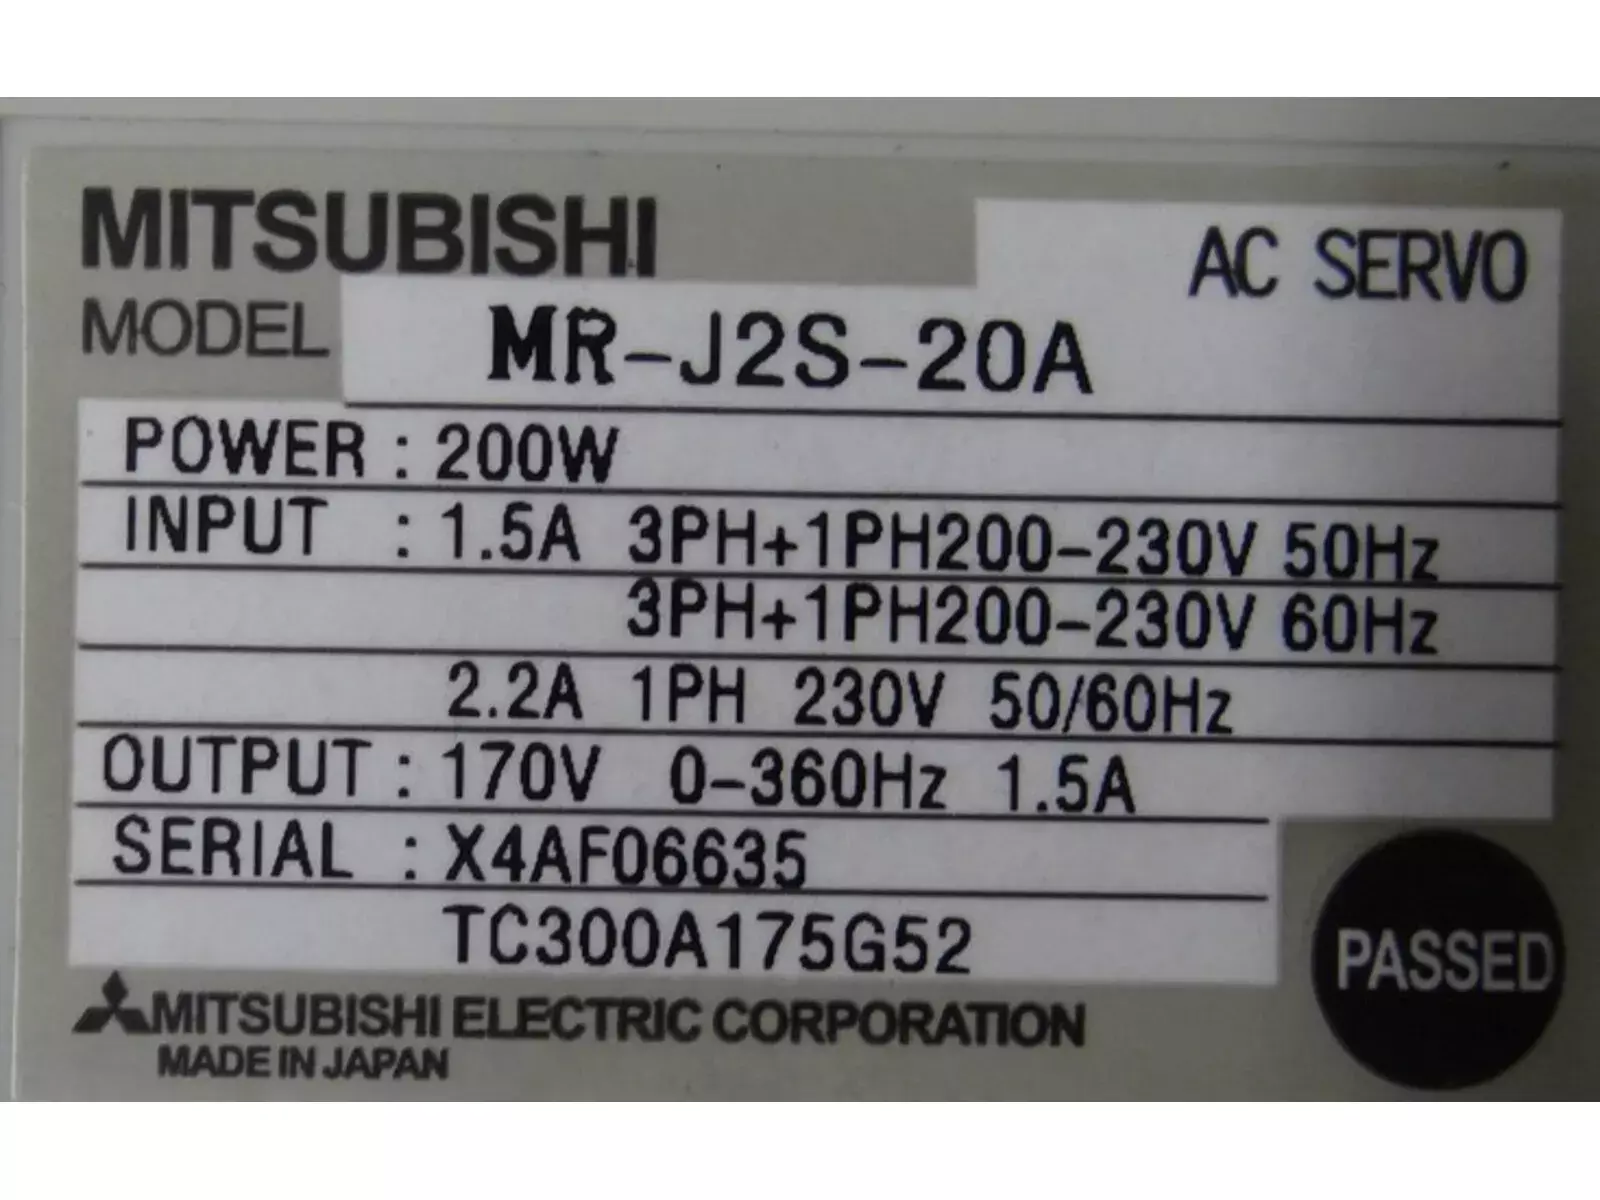 MITSUBISHI
AC SERVO
MODEL MR-J2S-20A
POWER : 200W
INPUT : 1.5A 3PH+1PH200-230V 50Hz
3PH+1PH200-230V 60Hz
2.2A 1PH 230V 50/60Hz
OUTPUT : 170V 0-360Hz 1.5A
SERIAL : X4AF06635
TC300A175G52
PASSED
MITSUBISHI ELECTRIC CORPORATION
MADE IN JAPAN